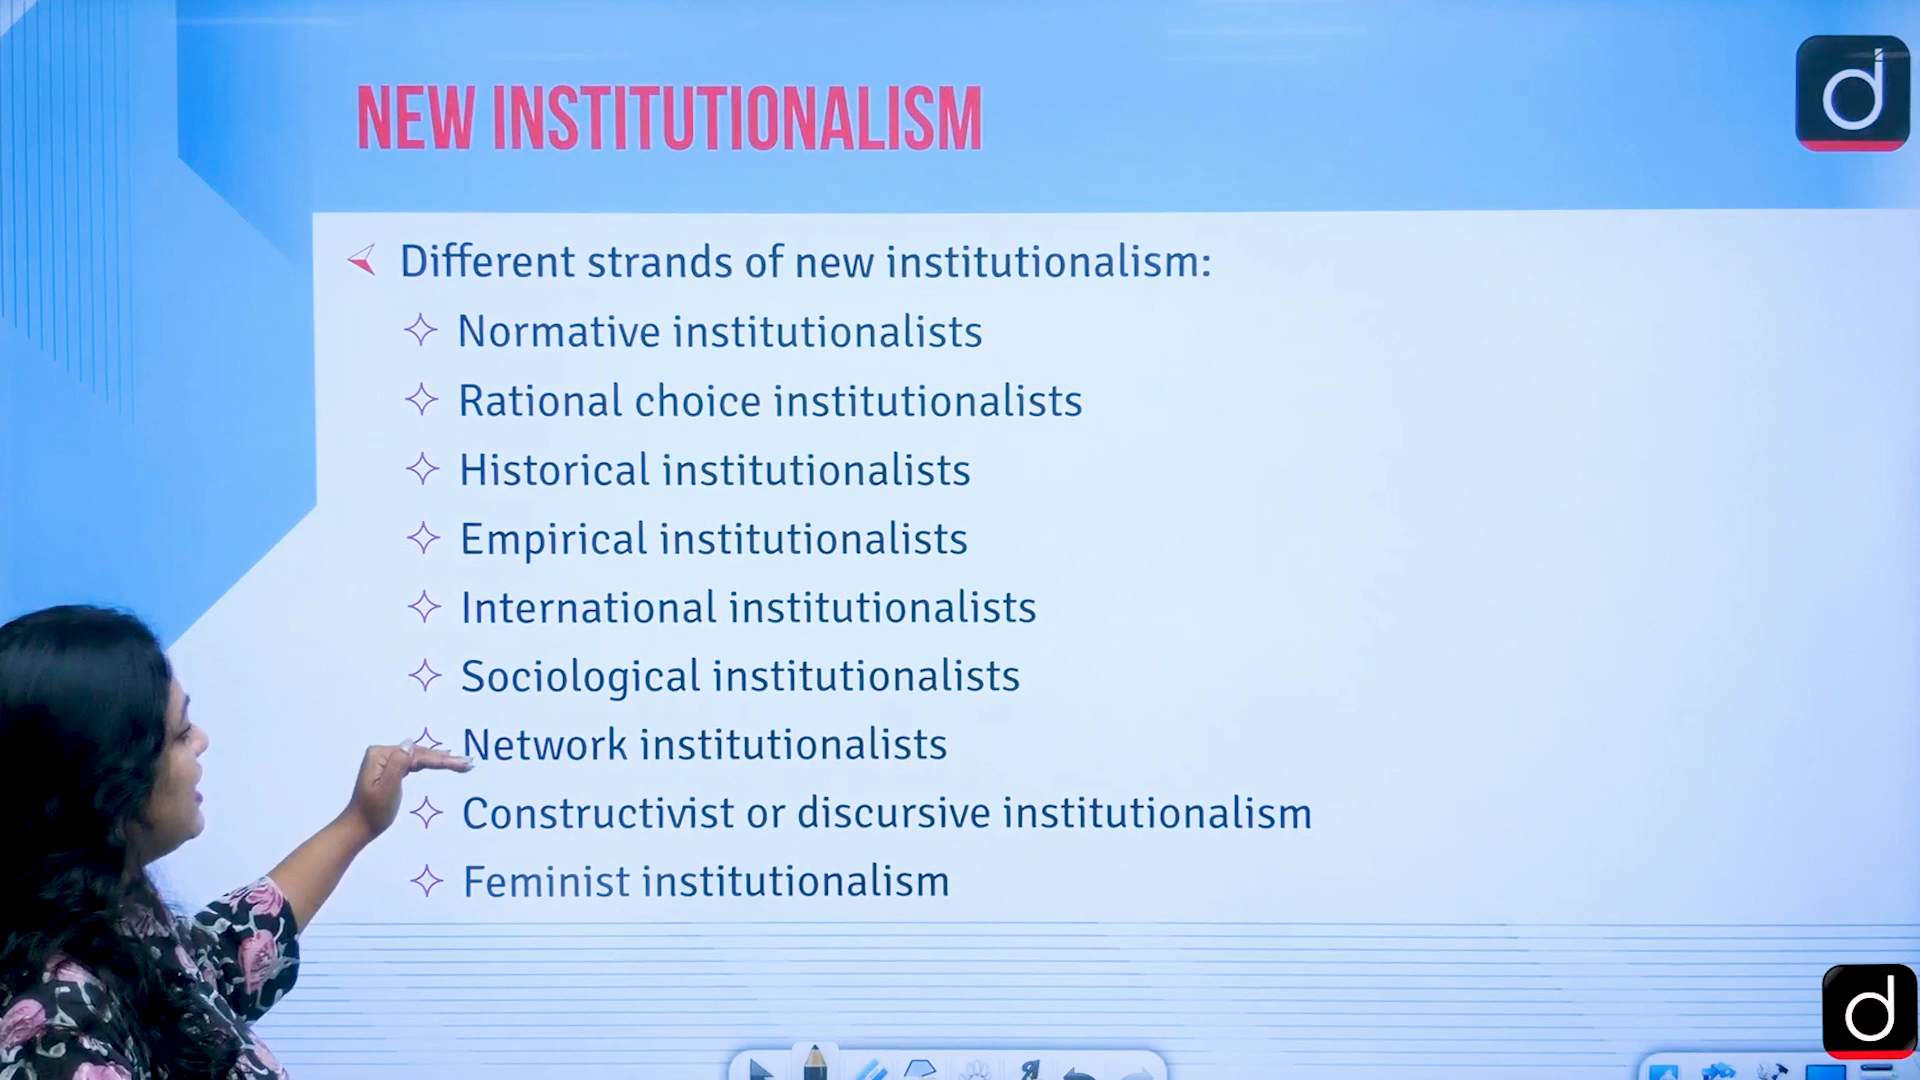 NEW INSTITUTIONALISM
Different strands of new institutionalism:
Normative institutionalists
Rational choice institutionalists
Historical institutionalists
Empirical institutionalists
International institutionalists
Sociological institutionalists
Network institutionalists
Constructivist or discursive institutionalism
Feminist institutionalism
d
d